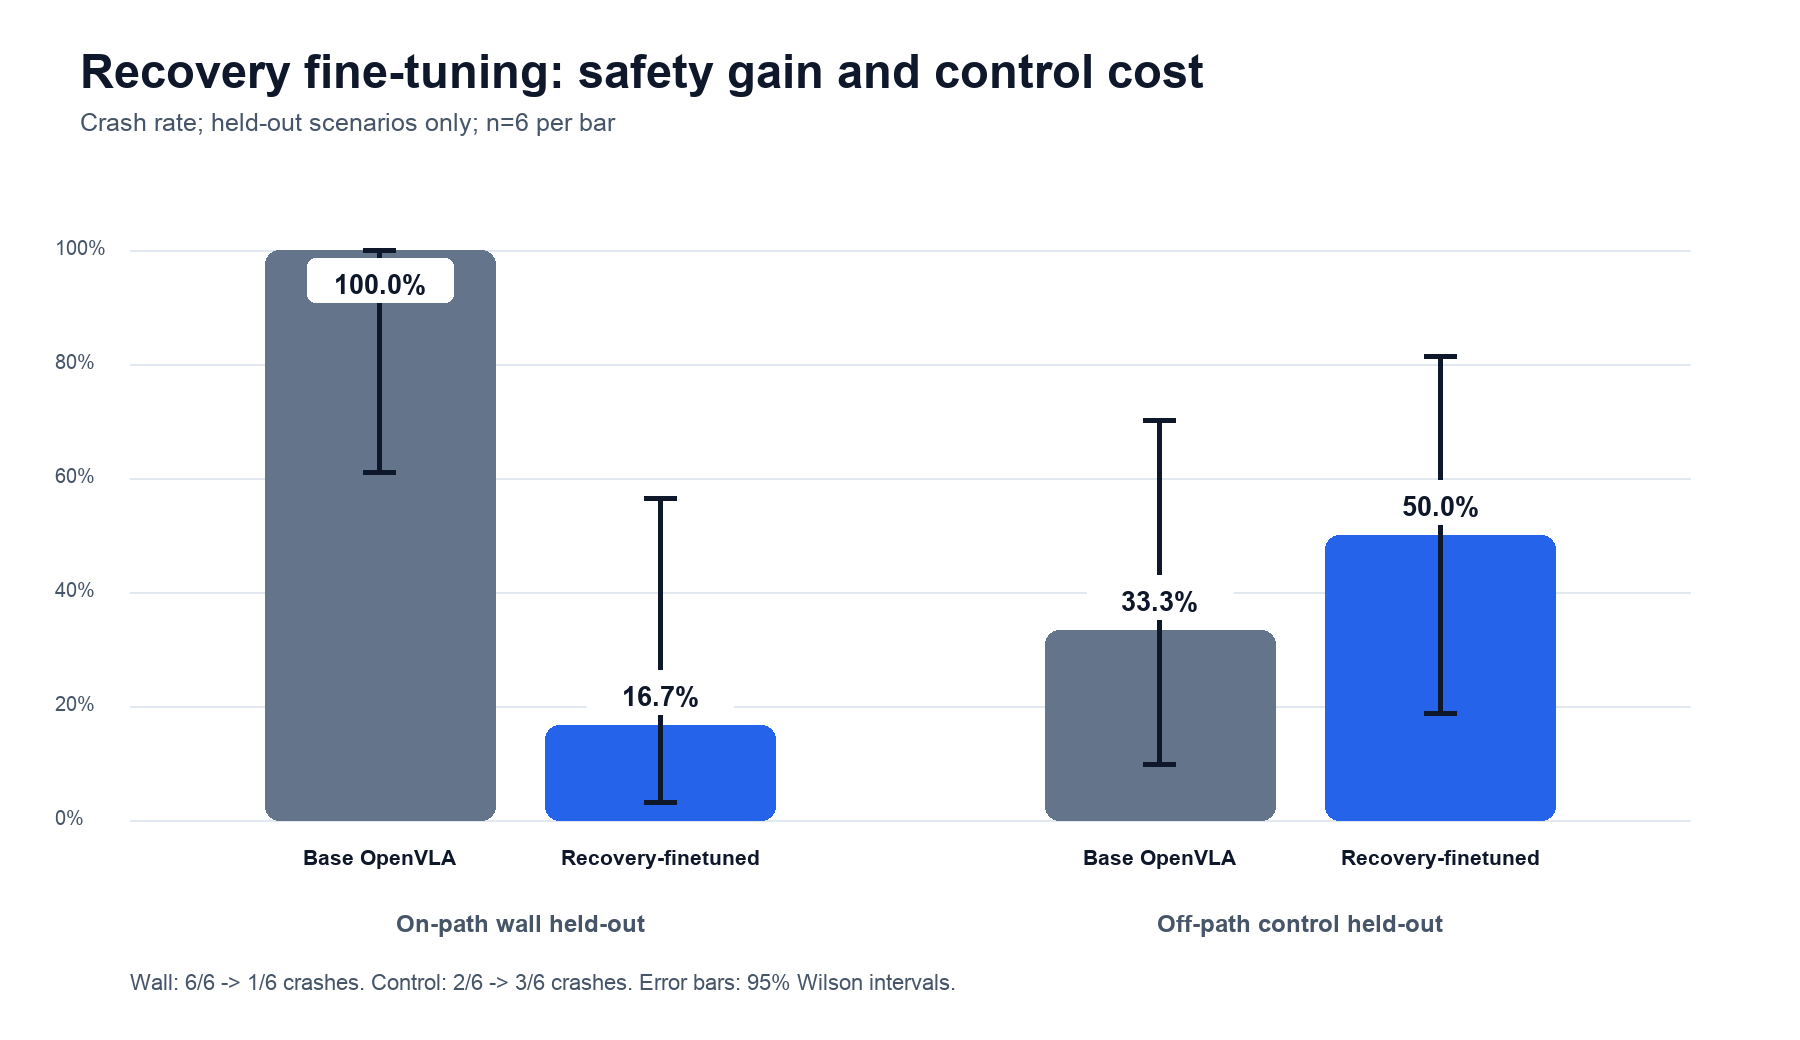 Recovery fine-tuning: safety gain and control cost
Crash rate; held-out scenarios only; n=6 per bar
100%
100.0%
80%
60%
50.0%
40%
33.3%
20%
16.7%
0%
Base OpenVLA
Recovery-finetuned
Base OpenVLA
Recovery-finetuned
On-path wall held-out
Off-path control held-out
Wall: 6/6 -> 1/6 crashes. Control: 2/6 -> 3/6 crashes. Error bars: 95% Wilson intervals.